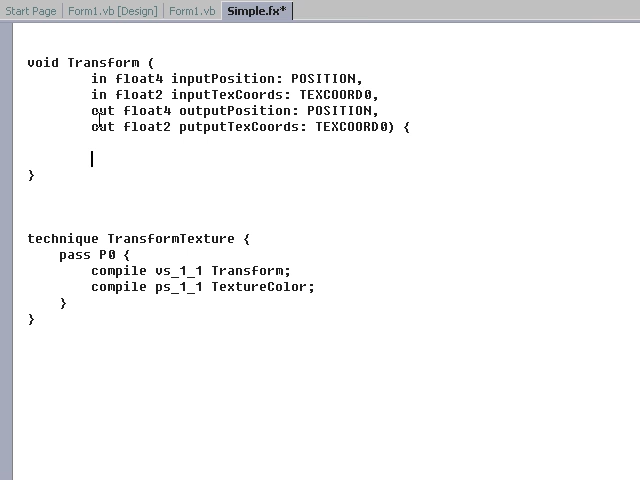 Start Page Form1.vb [Design] Form1.vb Simple.fx*
void Transform (
in float4 inputPosition: POSITION,
in float2 inputTexCoords: TEXCOORD0,
out float4 outputPosition: POSITION,
out float2 putputTexCoords: TEXCOORD0) {
}
technique TransformTexture {
pass P0 {
compile vs_1_1 Transform;
compile ps_1_1 TextureColor;
}
}